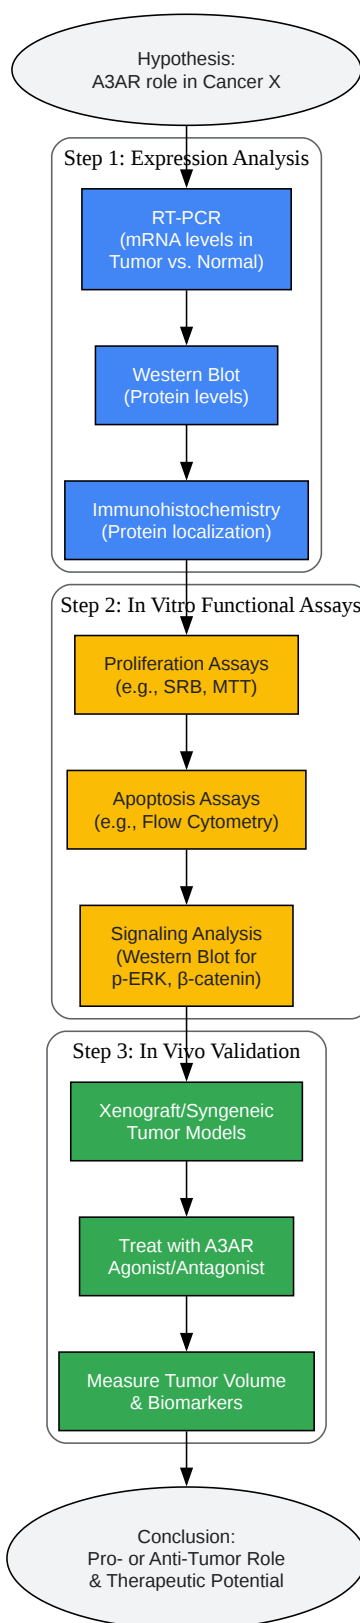 Hypothesis:
A3AR role in Cancer X
Step 1: Expression Analysis
RT-PCR
(mRNA levels in
Tumor vs. Normal)
Western Blot
(Protein levels)
Immunohistochemistry
(Protein localization)
Step 2: In Vitro Functional Assays
Proliferation Assays
(e.g., SRB, MTT)
Apoptosis Assays
(e.g., Flow Cytometry)
Signaling Analysis
(Western Blot for
p-ERK, β-catenin)
Step 3: In Vivo Validation
Xenograft/Syngeneic
Tumor Models
Treat with A3AR
Agonist/Antagonist
Measure Tumor Volume
& Biomarkers
Conclusion:
Pro- or Anti-Tumor Role
& Therapeutic Potential